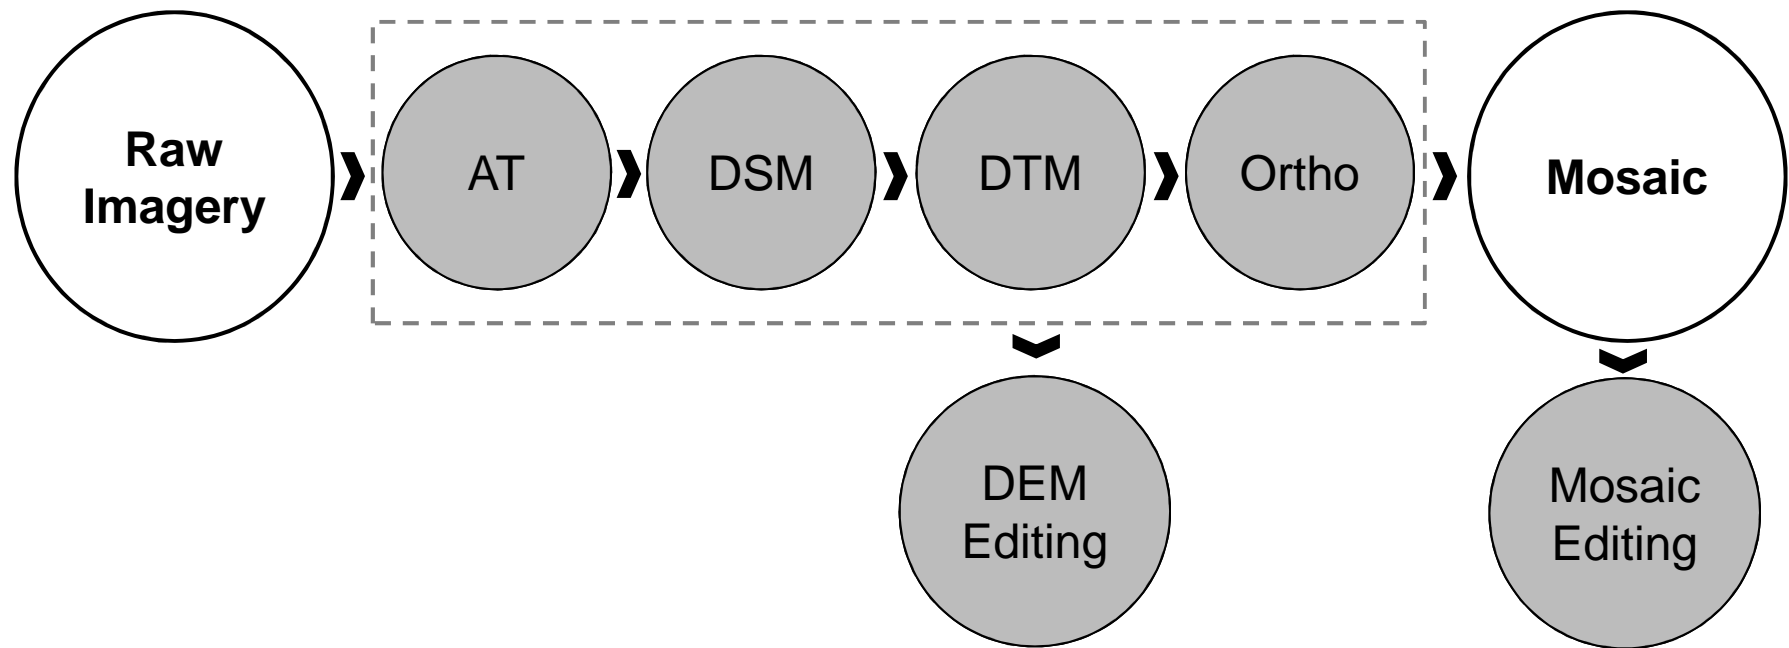 Raw
Imagery
AT
DSM
DTM
Ortho
Mosaic
DEM
Editing
Mosaic
Editing